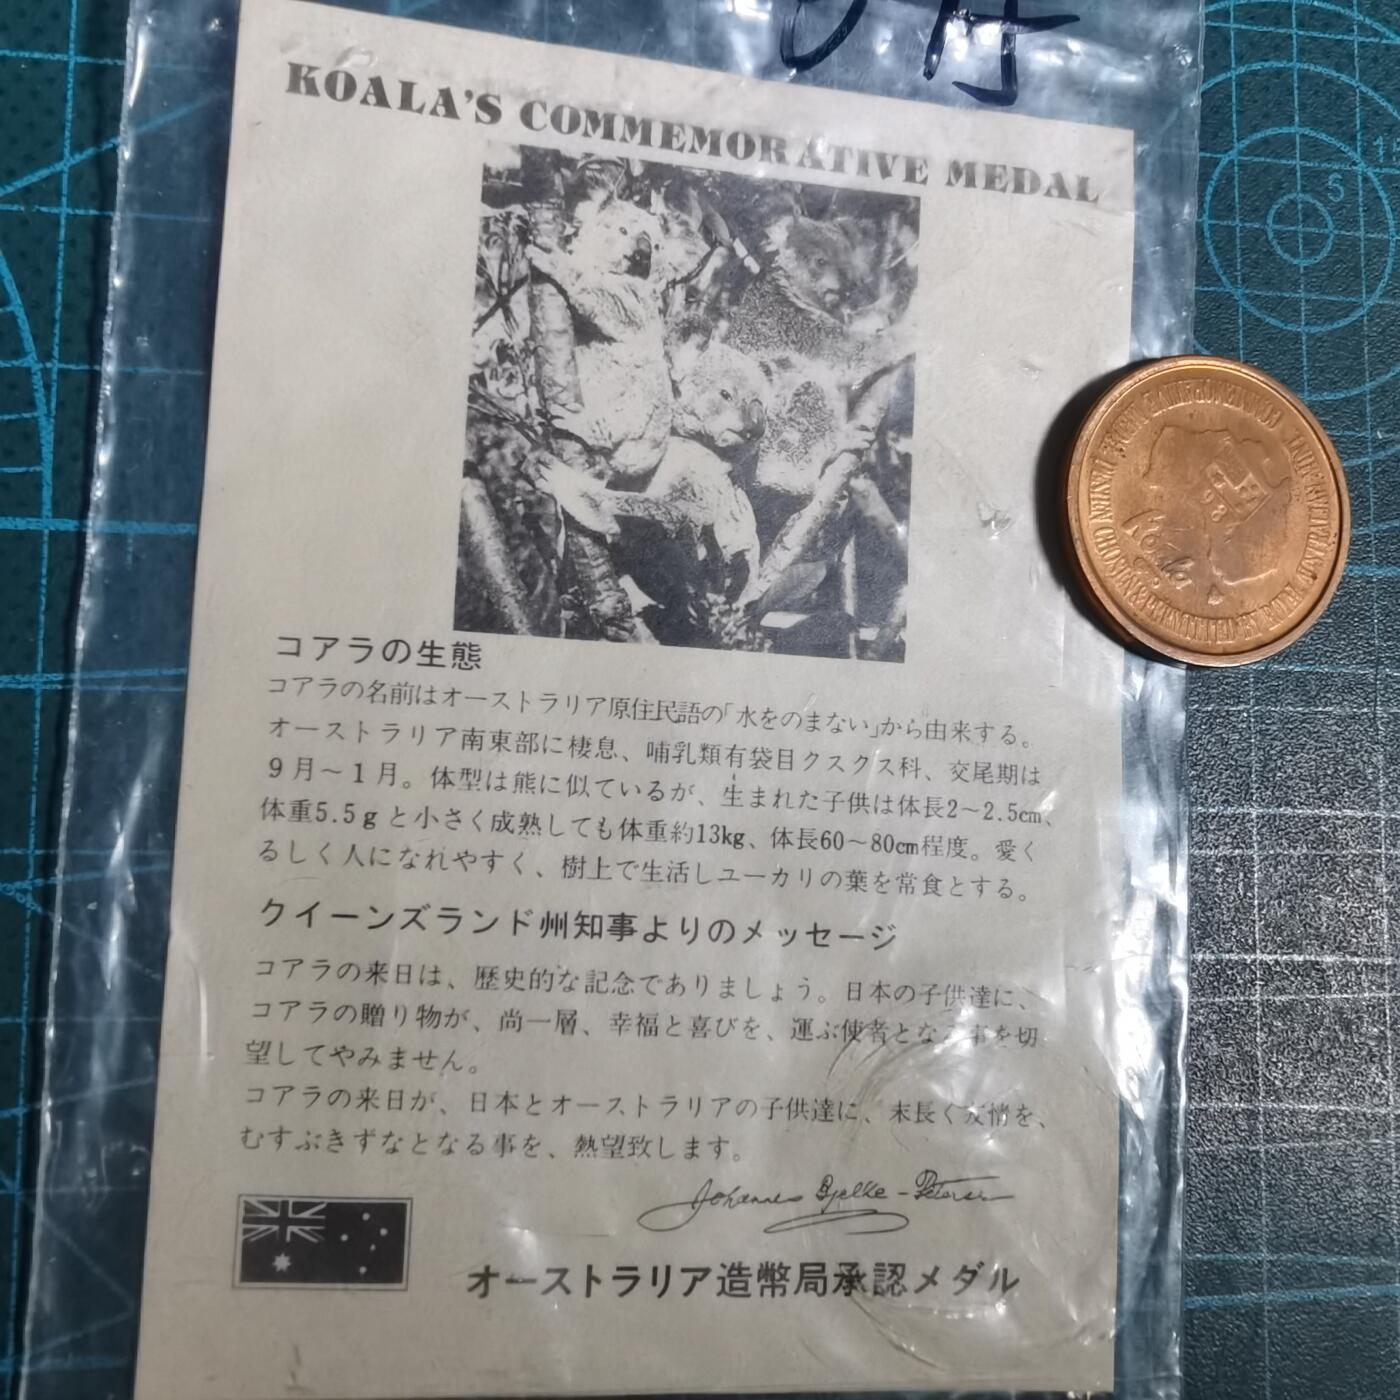 KOALA'S COMMEMORATIVE MEDAL
コアラの生態
コアラの名前はオーストラリア原住民語の「水をのまない」から由来する。
オーストラリア南東部に棲息、哺乳類有袋目クスクス科、交尾期は
9月～1月。体型は熊に似ているが、生まれた子供は体長2～2.5cm、
体重5.5gと小さく成熟しても体重約13kg、体長60～80cm程度。愛く
るしく人になれやすく、樹上で生活しユーカリの葉を常食とする。
クイーンズランド州知事よりのメッセージ
コアラの来日は、歴史的な記念でありましょう。日本の子供達に、
コアラの贈り物が、尚一層、幸福と喜びを、運ぶ使者となる事を切
望してやみません。
コアラの来日が、日本とオーストラリアの子供達に、末長く友情を、
むすぶきずなとなる事を、熱望致します。
Johannes Bjelke-Petersen
オーストラリア造幣局承認メダル
5